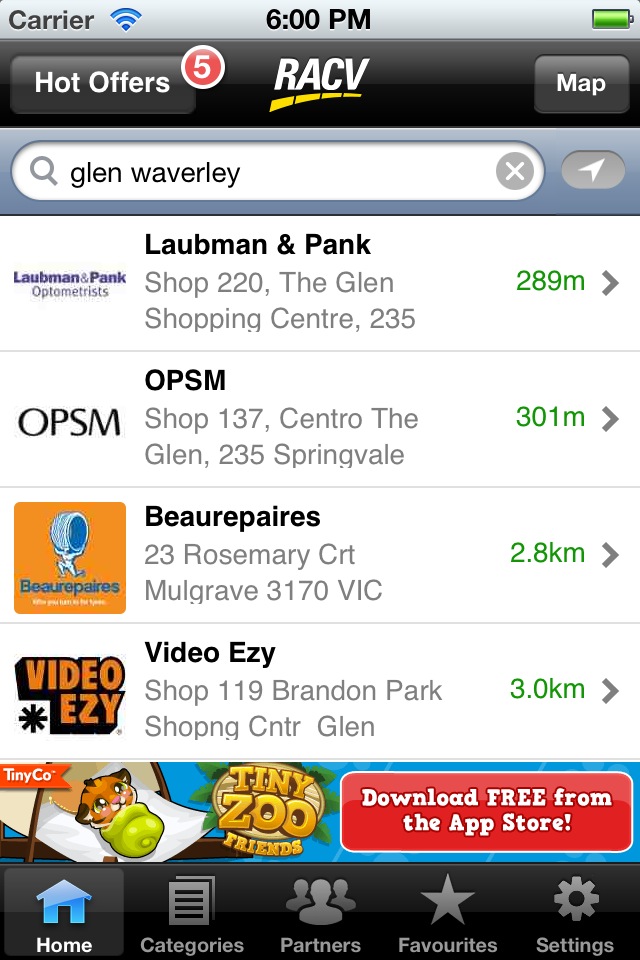 Carrier 6:00 PM
Hot Offers 5 RACV Map
glen waverley
Laubman & Pank
Laubman & Pank
Optometrists
Shop 220, The Glen
Shopping Centre, 235
289m
OPSM
OPSM
Shop 137, Centro The
Glen, 235 Springvale
301m
Beaurepaires
Beaurepaires
23 Rosemary Crt
Mulgrave 3170 VIC
2.8km
VIDEO
EZY
Video Ezy
Shop 119 Brandon Park
Shopng Cntr Glen
3.0km
TinyCo
TINY
ZOO
FRIENDS
Download FREE from
the App Store!
Home Categories Partners Favourites Settings